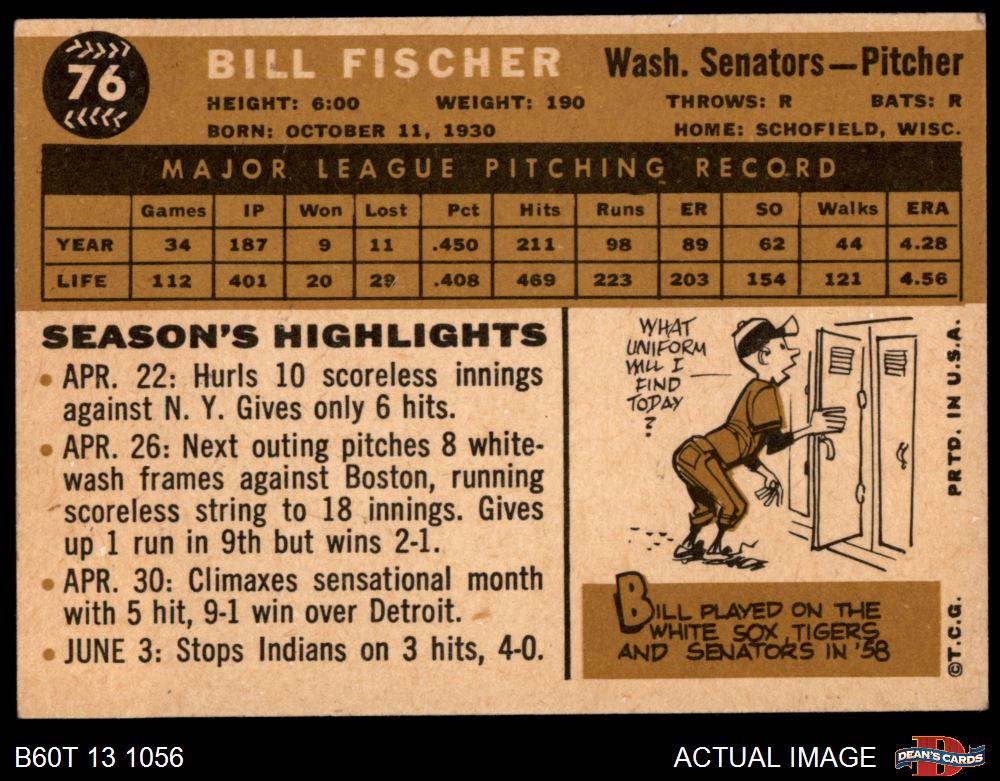 76
BILL FISCHER
Wash. Senators—Pitcher
HEIGHT: 6:00 WEIGHT: 190 THROWS: R BATS: R
BORN: OCTOBER 11, 1930 HOME: SCHOFIELD, WISC.
MAJOR LEAGUE PITCHING RECORD
Games IP Won Lost Pct Hits Runs ER SO Walks ERA
YEAR 34 187 9 11 .450 211 98 89 62 44 4.28
LIFE 112 401 20 29 .408 469 223 203 154 121 4.56
SEASON'S HIGHLIGHTS
• APR. 22: Hurls 10 scoreless innings
against N. Y. Gives only 6 hits.
• APR. 26: Next outing pitches 8 white-
wash frames against Boston, running
scoreless string to 18 innings. Gives
up 1 run in 9th but wins 2-1.
• APR. 30: Climaxes sensational month
with 5 hit, 9-1 win over Detroit.
• JUNE 3: Stops Indians on 3 hits, 4-0.
WHAT
UNIFORM
WILL I
FIND
TODAY
?
BILL PLAYED ON THE
WHITE SOX, TIGERS
AND SENATORS IN '58
PRTD. IN U.S.A.
©T.C.G.
B60T 13 1056
ACTUAL IMAGE
D
DEAN'S CARDS